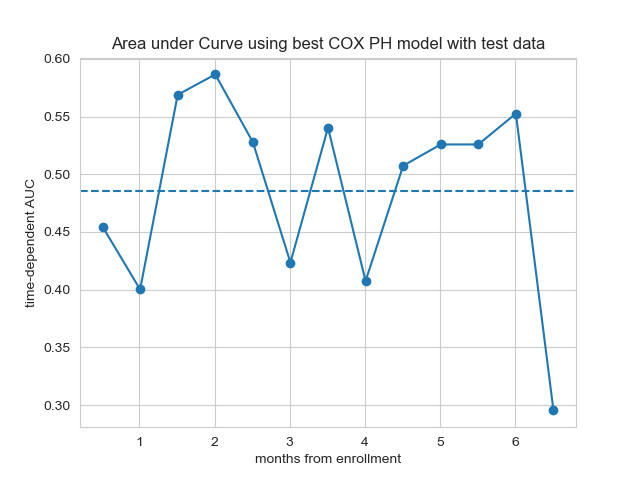 Area under Curve using best COX PH model with test data
0.60
0.55
0.50
0.45
0.40
0.35
0.30
time-dependent AUC
1 2 3 4 5 6
months from enrollment